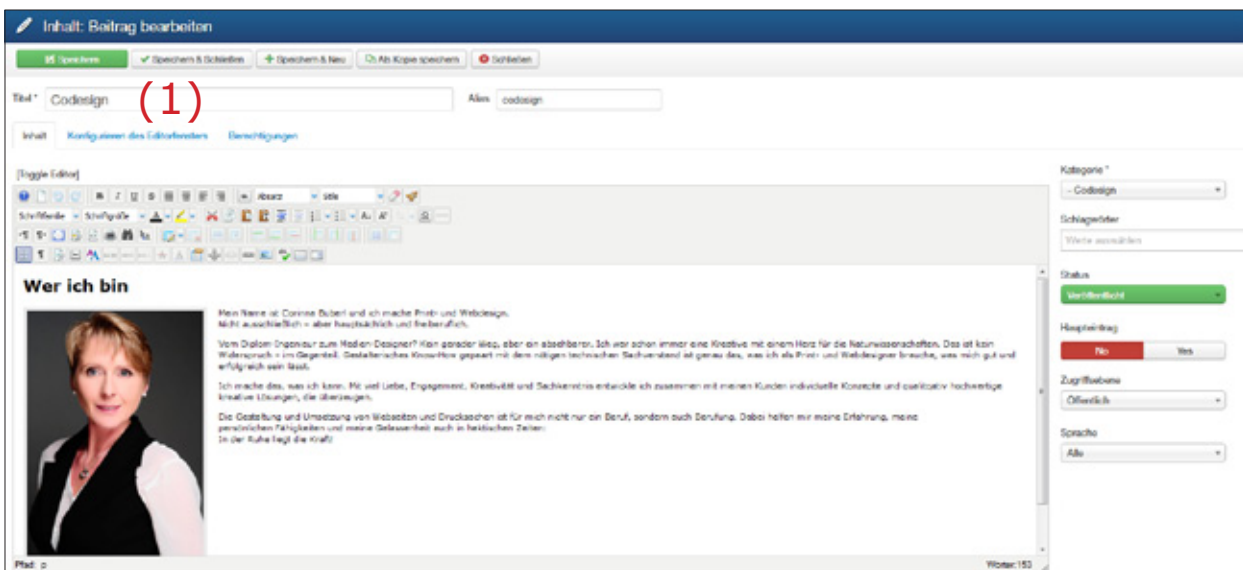 Inhalt: Beitrag bearbeiten
Speichern Speichern & Schließen Speichern & Neu Als Kopie speichern Schließen
Titel * Codesign (1) Alias codesign
Inhalt Konfigurieren des Editorfensters Berechtigungen
[Toggle Editor]
B I U S Absatz Stile
Schriftfamilie Schriftgröße
Wer ich bin
Mein Name ist Corinna Buberl und ich mache Print- und Webdesign.
Nicht ausschließlich – aber hauptsächlich und freiberuflich.
Vom Diplom-Ingenieur zum Medien-Designer? Kein gerader Weg, aber ein absehbarer. Ich war schon immer eine Kreative mit einem Herz für die Naturwissenschaften. Das ist kein
Widerspruch – im Gegenteil. Gestalterisches KnowHow gepaart mit dem nötigen technischen Sachverstand ist genau das, was ich als Print- und Webdesigner brauche, was mich gut und
erfolgreich sein lässt.
Ich mache das, was ich kann. Mit viel Liebe, Engagement, Kreativität und Sachkenntnis entwickle ich zusammen mit meinen Kunden individuelle Konzepte und qualitativ hochwertige
kreative Lösungen, die überzeugen.
Die Gestaltung und Umsetzung von Webseiten und Drucksachen ist für mich nicht nur ein Beruf, sondern auch Berufung. Dabei helfen mir meine Erfahrung, meine
persönlichen Fähigkeiten und meine Gelassenheit auch in hektischen Zeiten:
In der Ruhe liegt die Kraft!
Pfad: p Wörter:153
Kategorie *
- Codesign
Schlagwörter
Werte auswählen
Status
Veröffentlicht
Haupteintrag
No Yes
Zugriffsebene
Öffentlich
Sprache
Alle